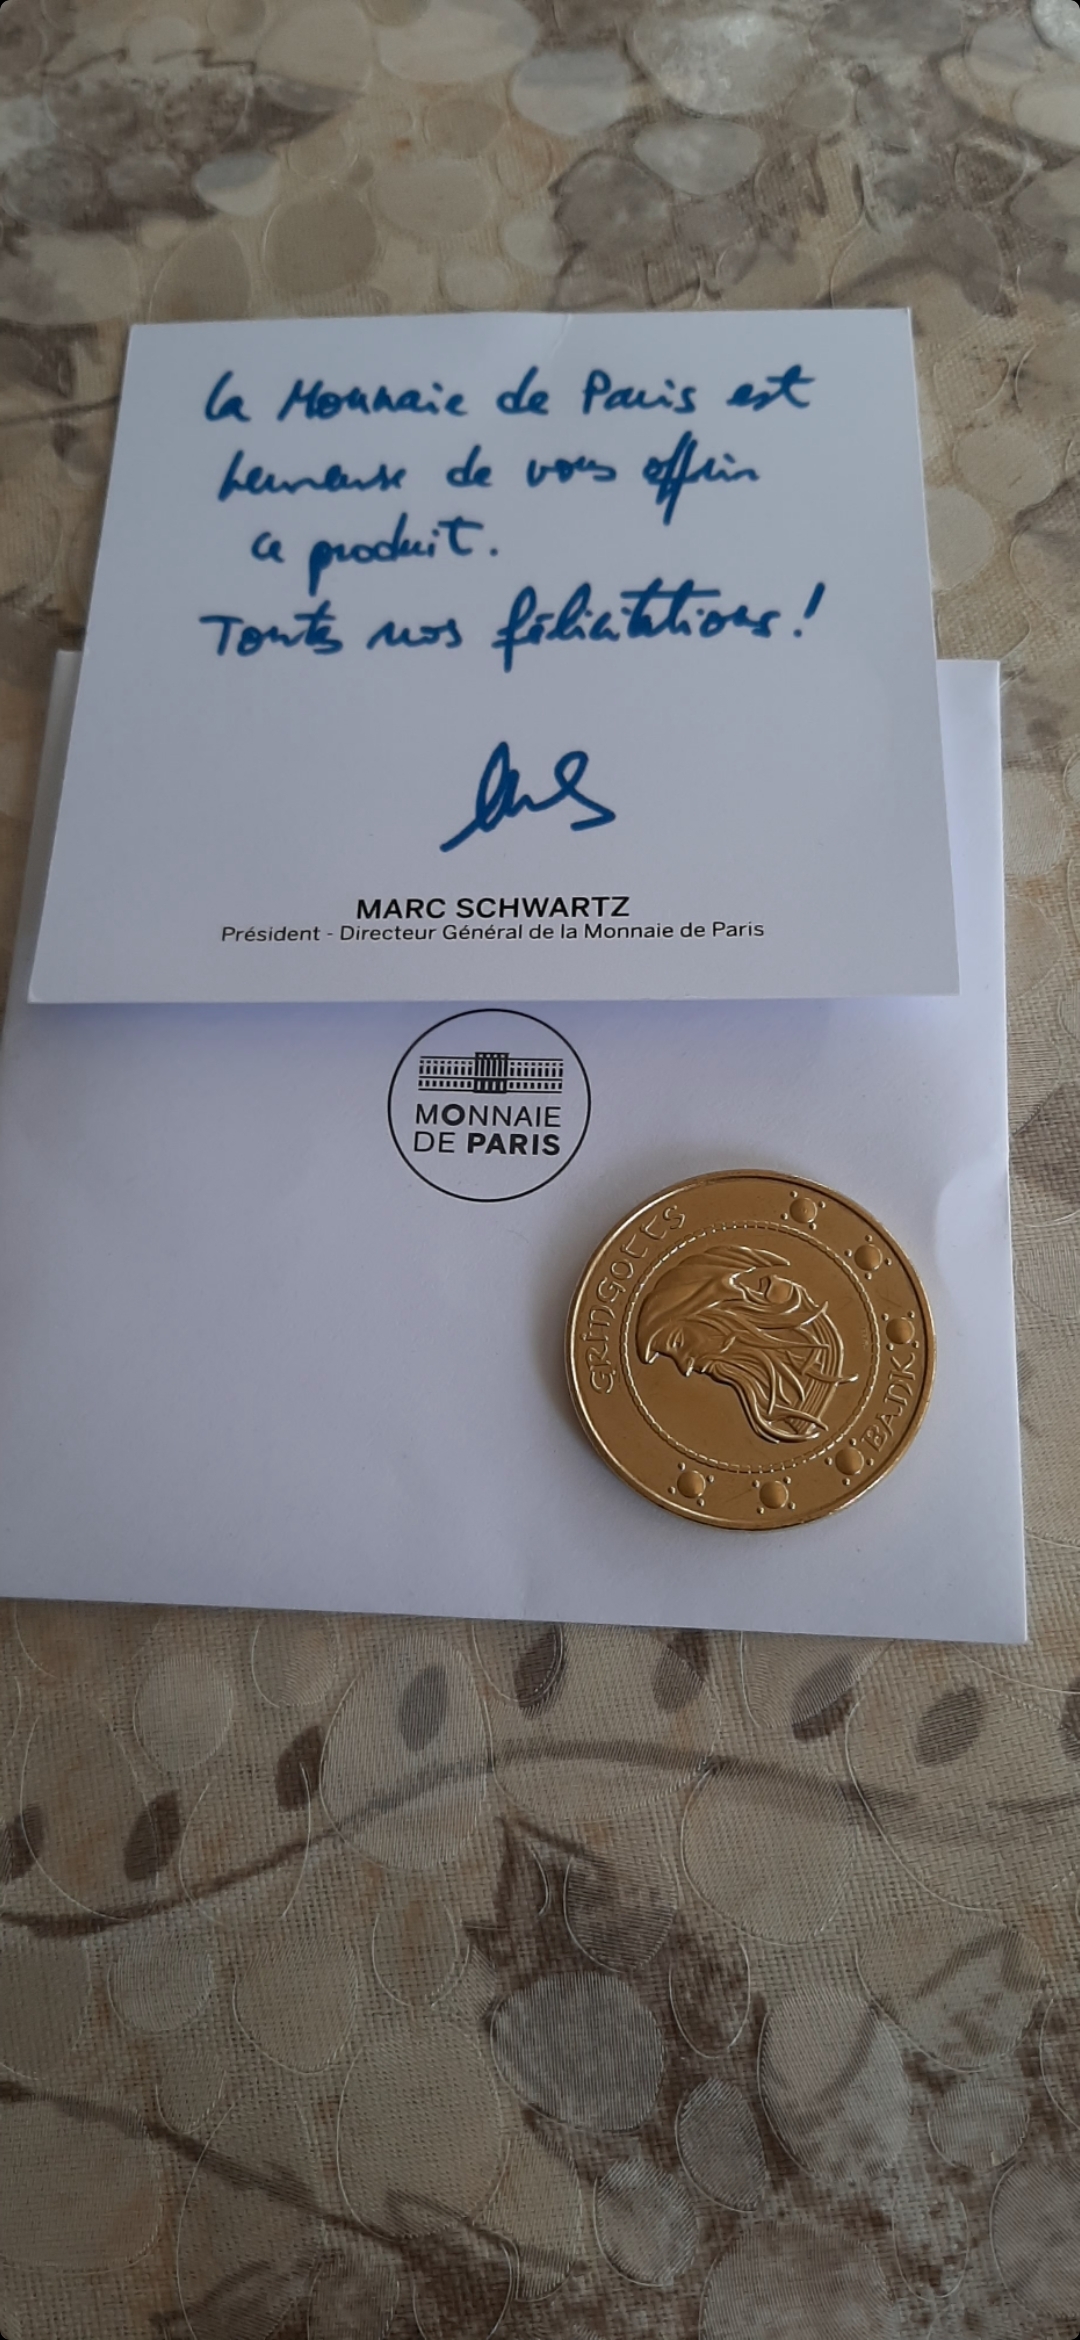 La Monnaie de Paris est
heureuse de vous offrir
ce produit.
Toutes nos félicitations !
MARC SCHWARTZ
Président - Directeur Général de la Monnaie de Paris
MONNAIE
DE PARIS
GRINGOTTS
BANK